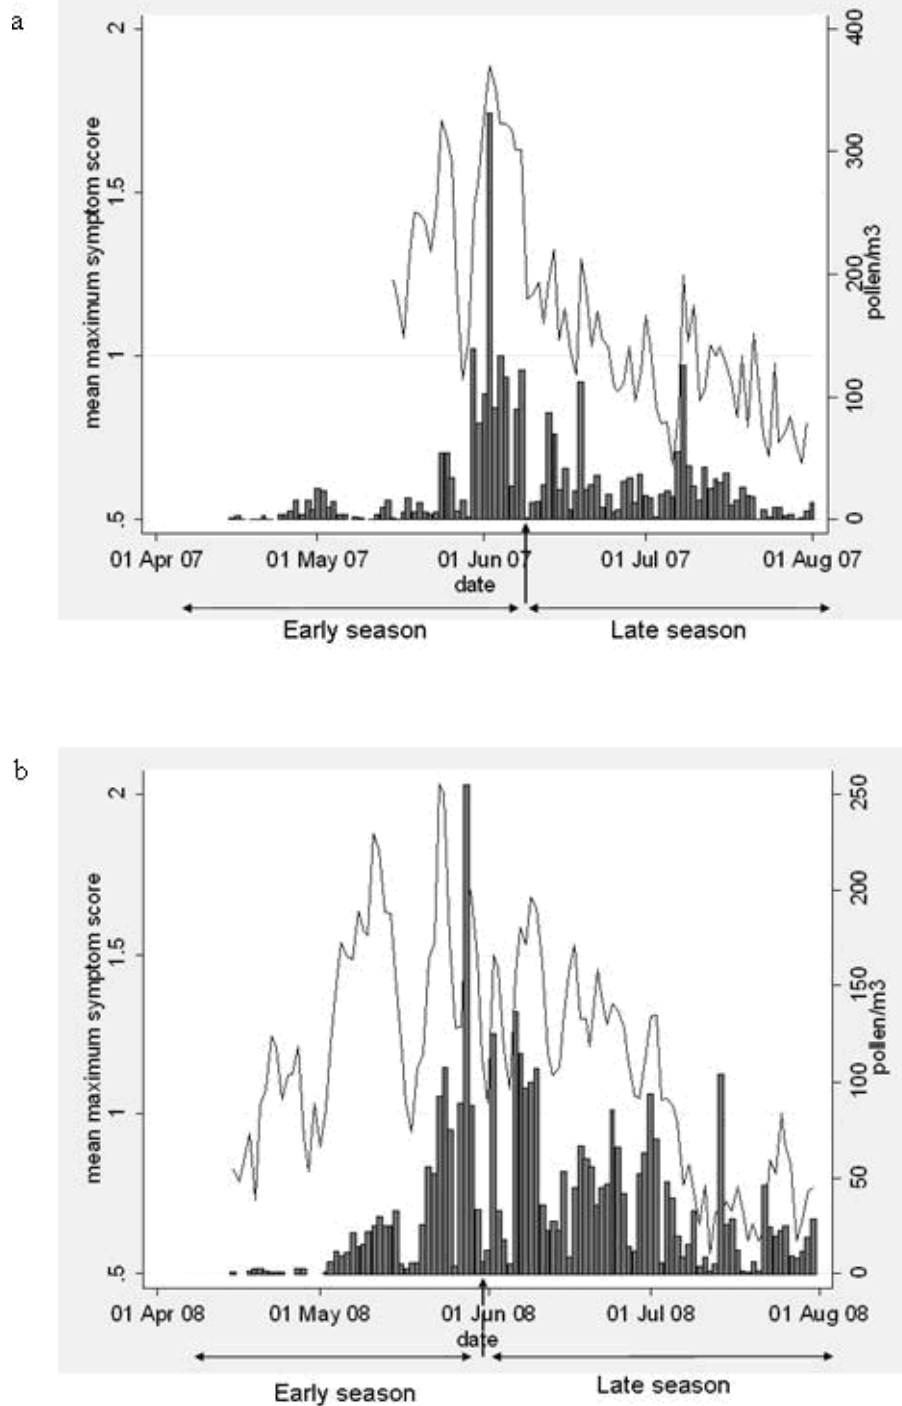 a
mean maximum symptom score
2
1.5
1
.5
400
300
200
100
0
pollen/m3
01 Apr 07 01 May 07 01 Jun 07 01 Jul 07 01 Aug 07
date
Early season Late season
b
mean maximum symptom score
2
1.5
1
.5
250
200
150
100
50
0
pollen/m3
01 Apr 08 01 May 08 01 Jun 08 01 Jul 08 01 Aug 08
date
Early season Late season